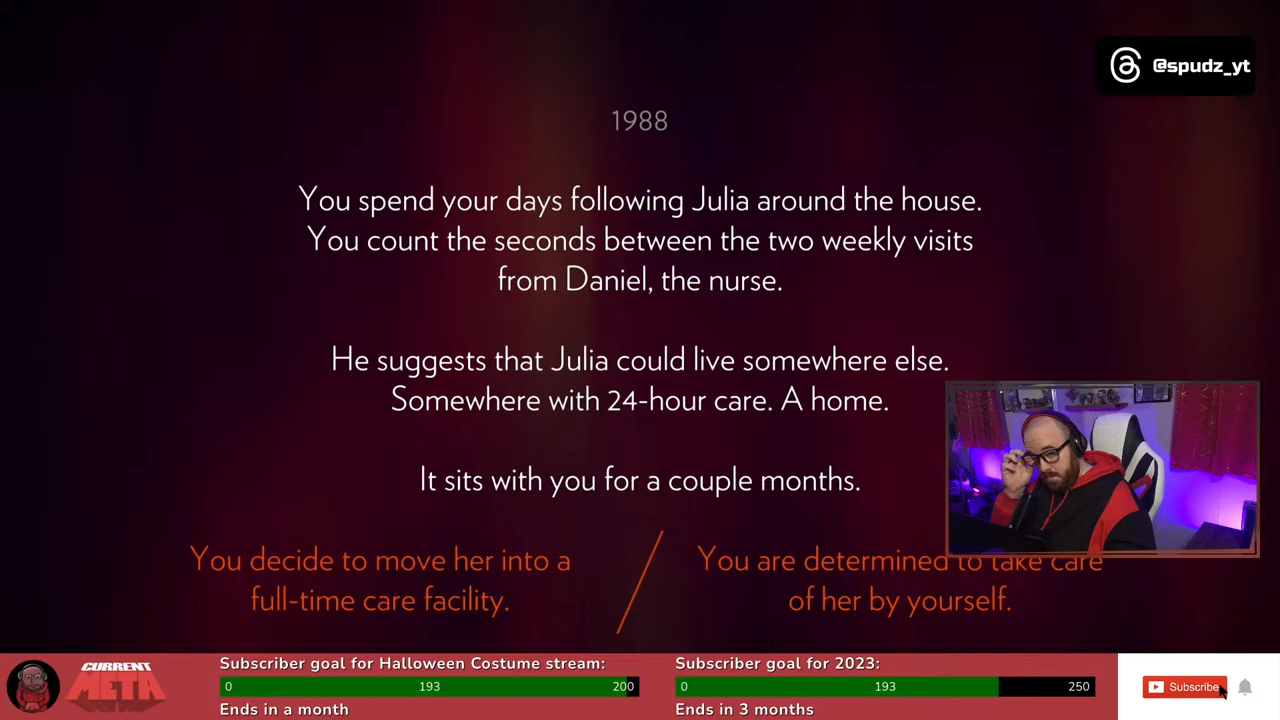 @spudz_yt
1988
You spend your days following Julia around the house.
You count the seconds between the two weekly visits
from Daniel, the nurse.
He suggests that Julia could live somewhere else.
Somewhere with 24-hour care. A home.
It sits with you for a couple months.
You decide to move her into a
full-time care facility.
You are determined to take care
of her by yourself.
CURRENT
META
Subscriber goal for Halloween Costume stream:
0 193 200
Ends in a month
Subscriber goal for 2023:
0 193 250
Ends in 3 months
Subscribe